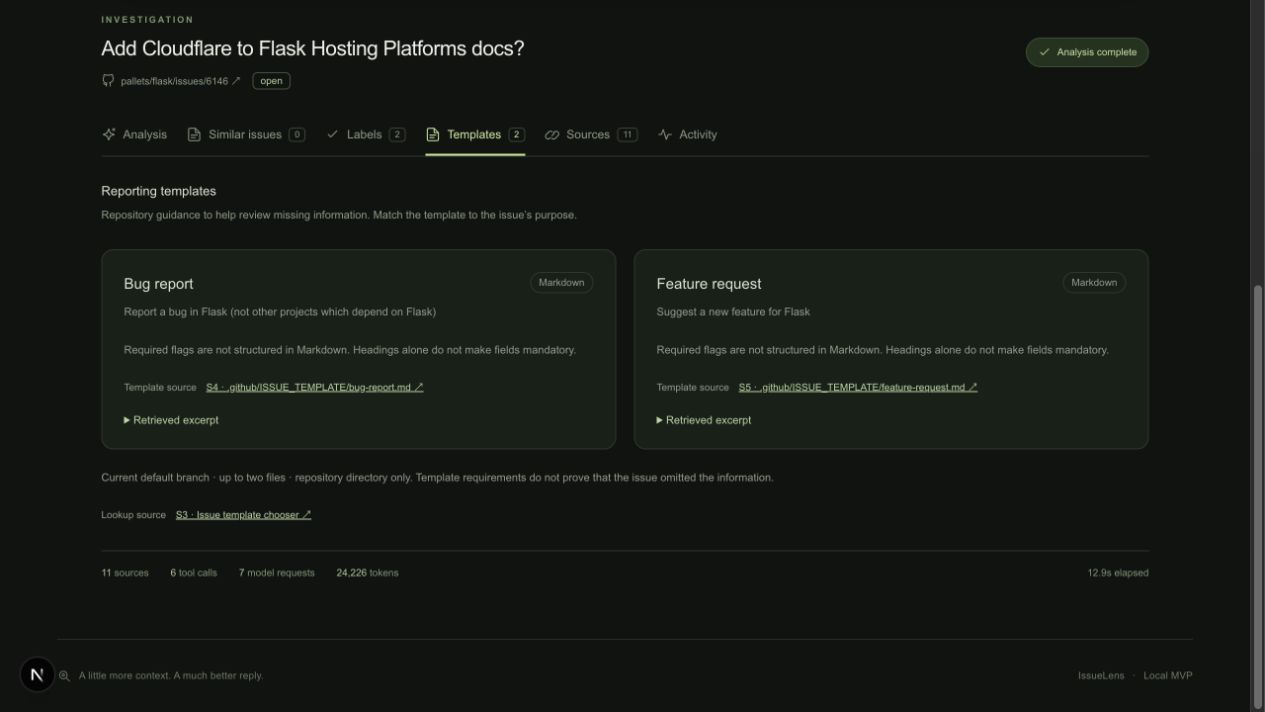 INVESTIGATION
Add Cloudflare to Flask Hosting Platforms docs?
Analysis complete
pallets/flask/issues/6146 ↗ open
Analysis Similar issues 0 Labels 2 Templates 2 Sources 11 Activity
Reporting templates
Repository guidance to help review missing information. Match the template to the issue's purpose.
Bug report Markdown
Report a bug in Flask (not other projects which depend on Flask)
Required flags are not structured in Markdown. Headings alone do not make fields mandatory.
Template source S4 · .github/ISSUE_TEMPLATE/bug-report.md ↗
Retrieved excerpt
Feature request Markdown
Suggest a new feature for Flask
Required flags are not structured in Markdown. Headings alone do not make fields mandatory.
Template source S5 · .github/ISSUE_TEMPLATE/feature-request.md ↗
Retrieved excerpt
Current default branch · up to two files · repository directory only. Template requirements do not prove that the issue omitted the information.
Lookup source S3 · Issue template chooser ↗
11 sources 6 tool calls 7 model requests 24,226 tokens 12.9s elapsed
N A little more context. A much better reply. IssueLens · Local MVP